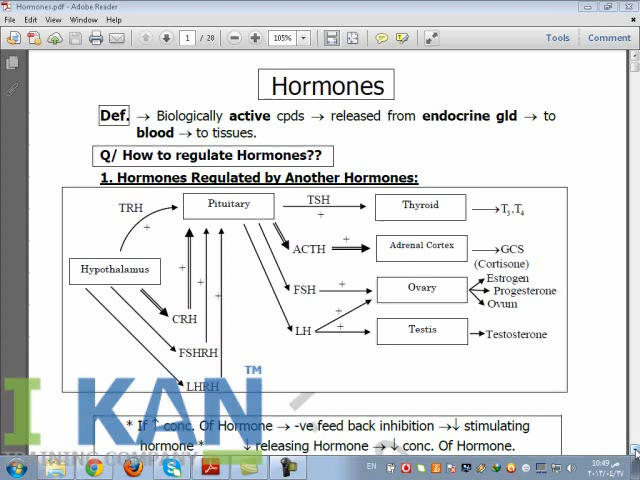 Hormones.pdf - Adobe Reader
File Edit View Window Help
1 / 28 105% Tools Comment
Hormones
Def. → Biologically active cpds → released from endocrine gld → to
blood → to tissues.
Q/ How to regulate Hormones??
1. Hormones Regulated by Another Hormones:
TRH
+
Pituitary
TSH
+
Thyroid
→T3,T4
ACTH
+
Adrenal Cortex
→GCS
(Cortisone)
Hypothalamus
+
+
+
CRH
FSH
+
Ovary
Estrogen
Progesterone
Ovum
LH
+
+
Testis
Testosterone
FSHRH
LHRH
I KAN™
TRAINING COMPANY
* If ↑ conc. Of Hormone → -ve feed back inhibition →↓ stimulating
hormone * ↓ releasing Hormone →↓ conc. Of Hormone.
EN
10:49 ص
٢٠١٢/٠٤/٢٧